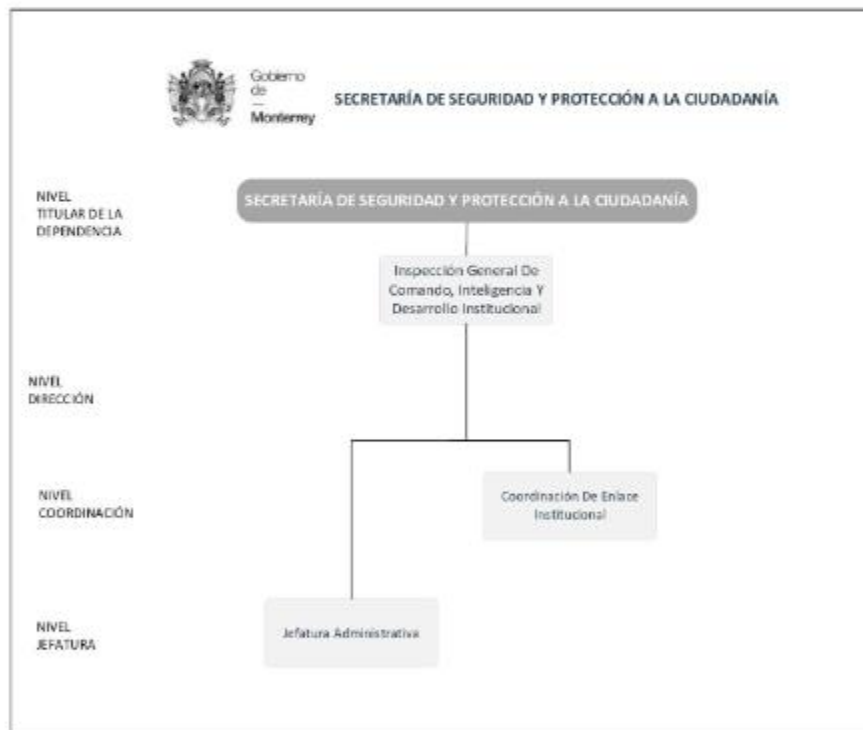 Gobierno
de
—
Monterrey
SECRETARÍA DE SEGURIDAD Y PROTECCIÓN A LA CIUDADANÍA
NIVEL
TITULAR DE LA
DEPENDENCIA
SECRETARÍA DE SEGURIDAD Y PROTECCIÓN A LA CIUDADANÍA
Inspección General De
Comando, Inteligencia Y
Desarrollo Institucional
NIVEL
DIRECCIÓN
NIVEL
COORDINACIÓN
Coordinación De Enlace
Institucional
NIVEL
JEFATURA
Jefatura Administrativa